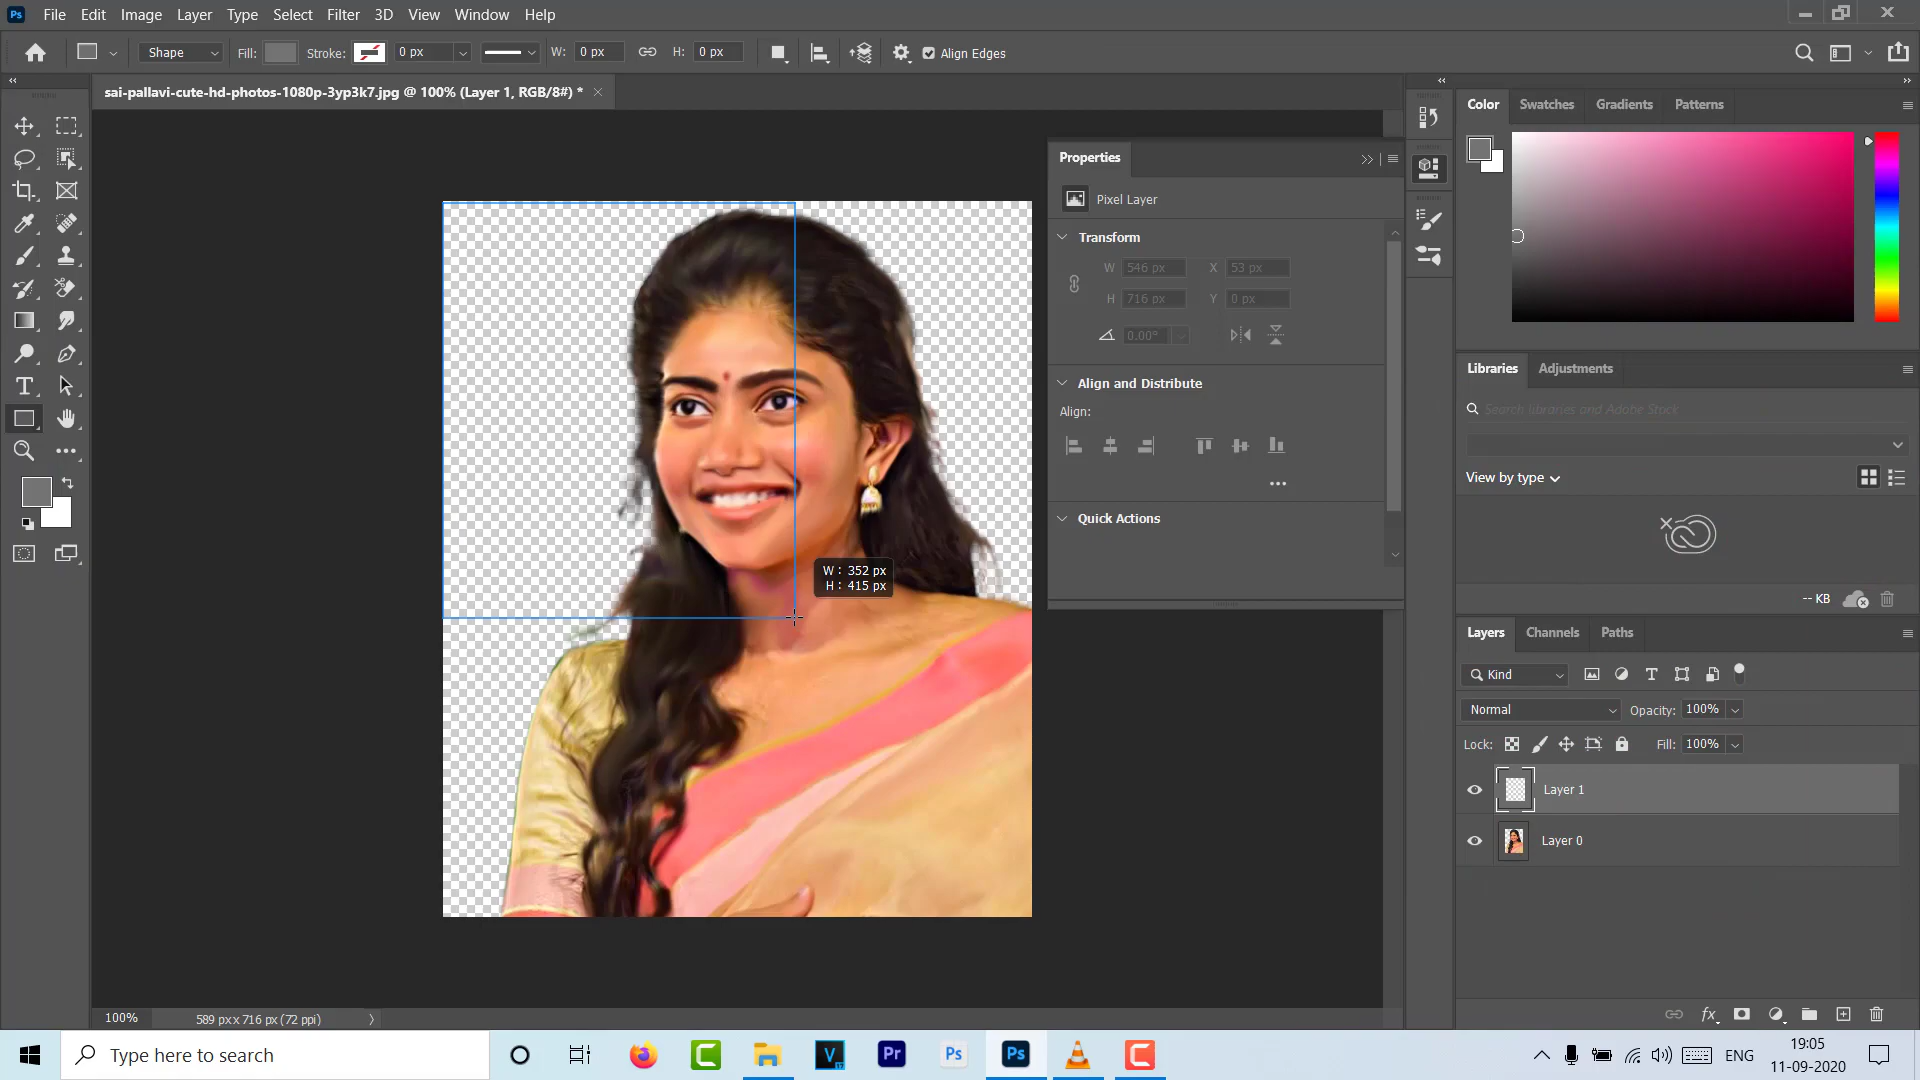 Ps File Edit Image Layer Type Select Filter 3D View Window Help
Shape Fill: Stroke: 0 px W: 0 px H: 0 px Align Edges
sai-pallavi-cute-hd-photos-1080p-3yp3k7.jpg @ 100% (Layer 1, RGB/8#) *
Properties
Pixel Layer
Transform
W 546 px X 53 px
H 716 px Y 0 px
0.00°
Align and Distribute
Align:
Quick Actions
W : 352 px
H : 415 px
Color Swatches Gradients Patterns
Libraries Adjustments
Search libraries and Adobe Stock
View by type
-- KB
Layers Channels Paths
Kind
Normal Opacity: 100%
Lock: Fill: 100%
Layer 1
Layer 0
fx
100% 589 px x 716 px (72 ppi)
Type here to search
V Pr Ps Ps
ENG
19:05
11-09-2020